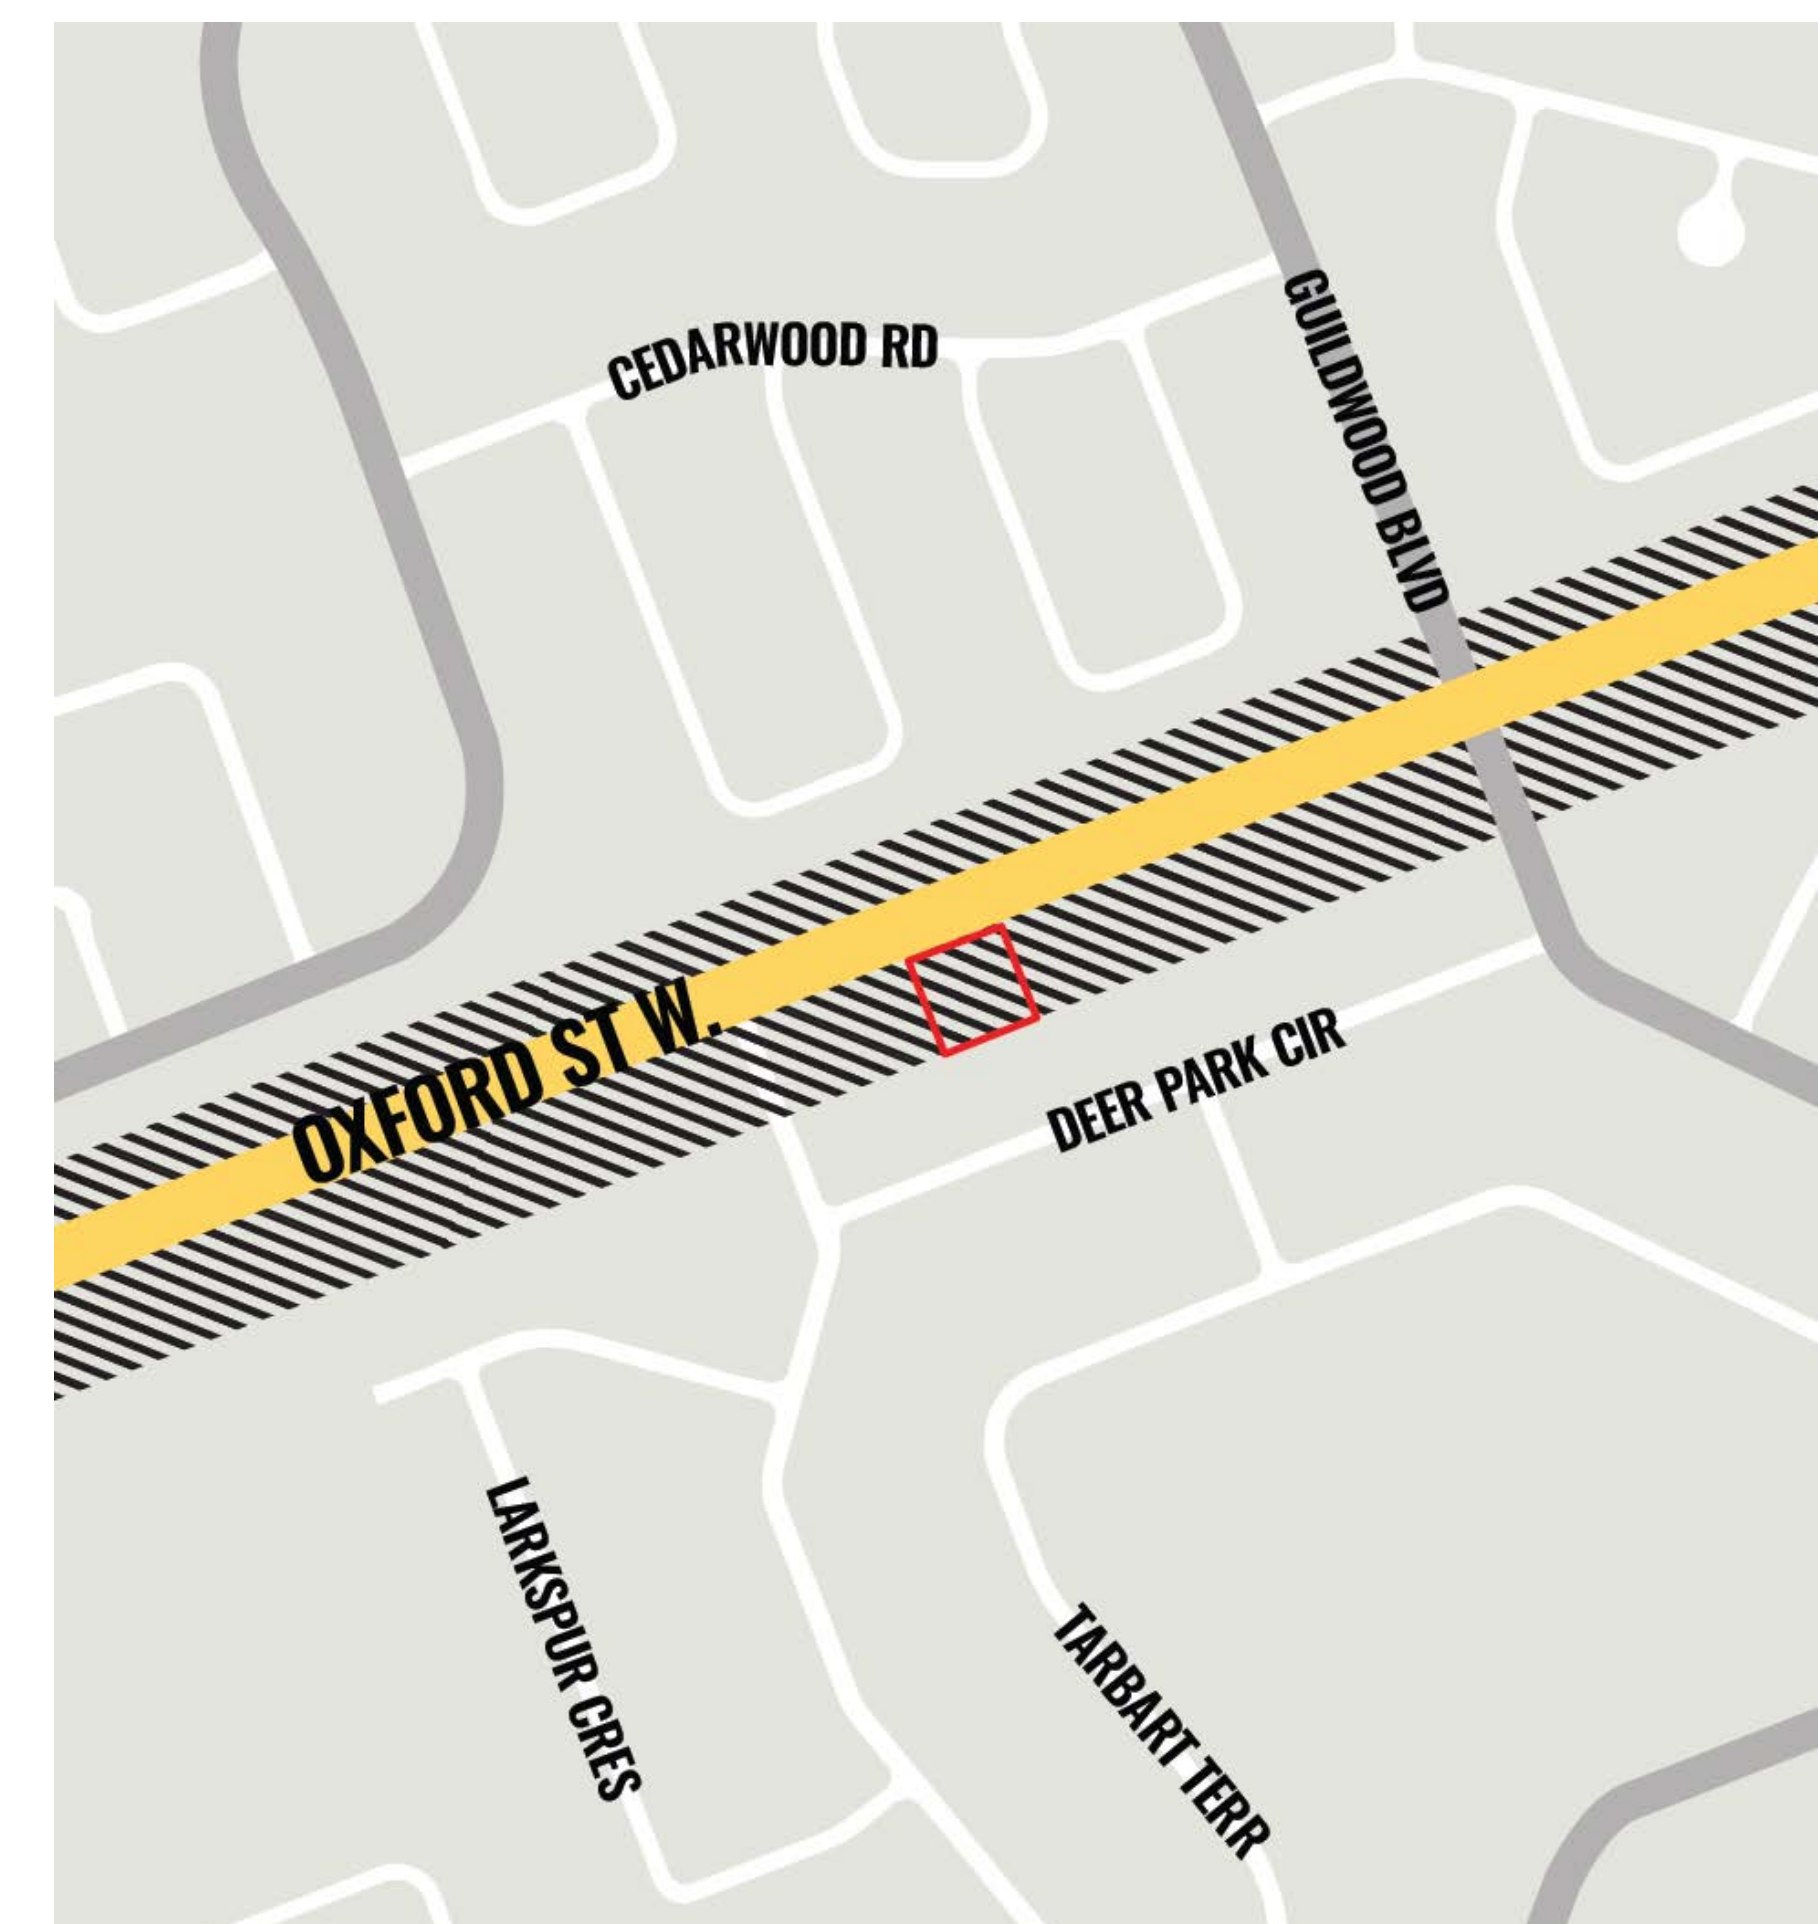 CEDARWOOD RD
GUILDWOOD BLVD
OXFORD ST W.
DEER PARK CIR
LARKSPUR CRES
TARBART TERR